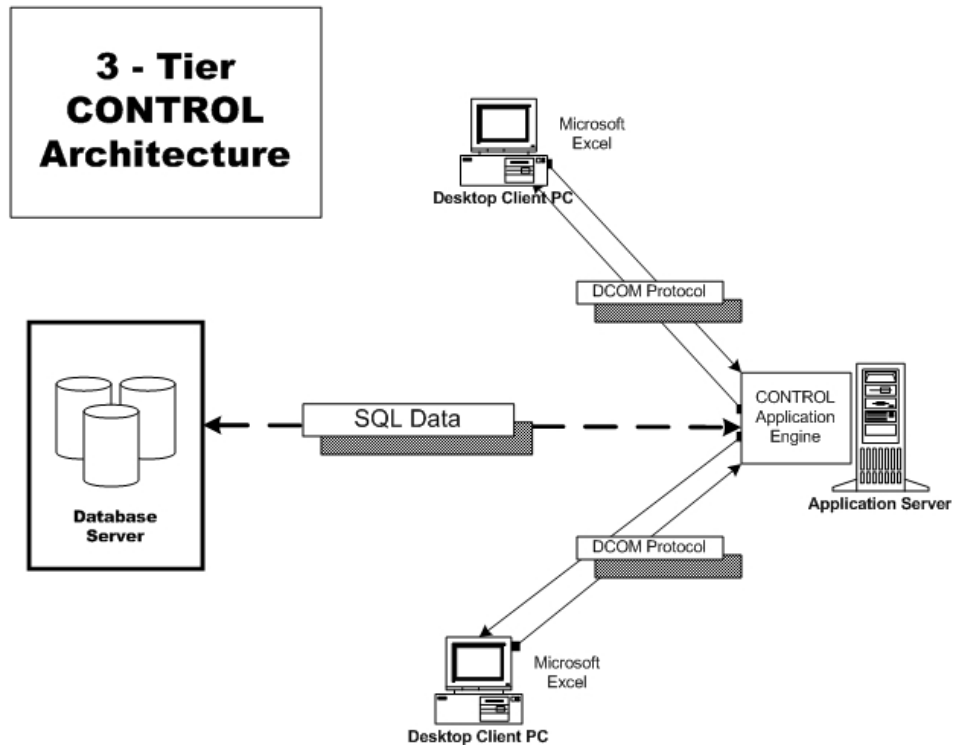 3 - Tier
CONTROL
Architecture
Microsoft
Excel
Desktop Client PC
DCOM Protocol
CONTROL
Application
Engine
Application Server
SQL Data
Database
Server
DCOM Protocol
Microsoft
Excel
Desktop Client PC